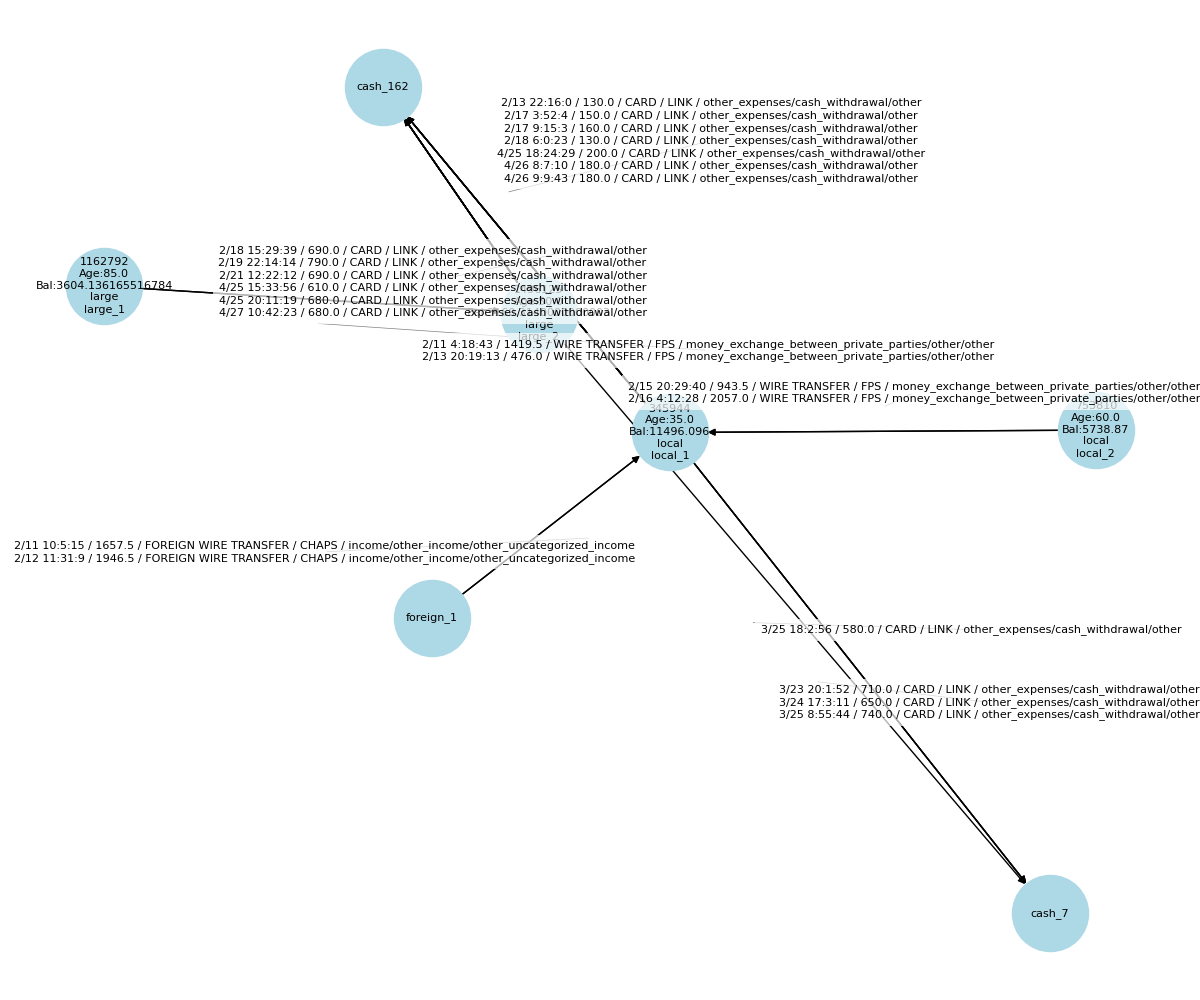 cash_162
2/13 22:16:0 / 130.0 / CARD / LINK / other_expenses/cash_withdrawal/other
2/17 3:52:4 / 150.0 / CARD / LINK / other_expenses/cash_withdrawal/other
2/17 9:15:3 / 160.0 / CARD / LINK / other_expenses/cash_withdrawal/other
2/18 6:0:23 / 130.0 / CARD / LINK / other_expenses/cash_withdrawal/other
4/25 18:24:29 / 200.0 / CARD / LINK / other_expenses/cash_withdrawal/other
4/26 8:7:10 / 180.0 / CARD / LINK / other_expenses/cash_withdrawal/other
4/26 9:9:43 / 180.0 / CARD / LINK / other_expenses/cash_withdrawal/other
1162792
Age:85.0
Bal:3604.136165516784
large
large_1
2/18 15:29:39 / 690.0 / CARD / LINK / other_expenses/cash_withdrawal/other
2/19 22:14:14 / 790.0 / CARD / LINK / other_expenses/cash_withdrawal/other
2/21 12:22:12 / 690.0 / CARD / LINK / other_expenses/cash_withdrawal/other
4/25 15:33:56 / 610.0 / CARD / LINK / other_expenses/cash_withdrawal/other
4/25 20:11:19 / 680.0 / CARD / LINK / other_expenses/cash_withdrawal/other
4/27 10:42:23 / 680.0 / CARD / LINK / other_expenses/cash_withdrawal/other
large
large_2
2/11 4:18:43 / 1419.5 / WIRE TRANSFER / FPS / money_exchange_between_private_parties/other/other
2/13 20:19:13 / 476.0 / WIRE TRANSFER / FPS / money_exchange_between_private_parties/other/other
2/15 20:29:40 / 943.5 / WIRE TRANSFER / FPS / money_exchange_between_private_parties/other/other
2/16 4:12:28 / 2057.0 / WIRE TRANSFER / FPS / money_exchange_between_private_parties/other/other
345944
Age:35.0
Bal:11496.096
local
local_1
753810
Age:60.0
Bal:5738.87
local
local_2
2/11 10:5:15 / 1657.5 / FOREIGN WIRE TRANSFER / CHAPS / income/other_income/other_uncategorized_income
2/12 11:31:9 / 1946.5 / FOREIGN WIRE TRANSFER / CHAPS / income/other_income/other_uncategorized_income
foreign_1
3/25 18:2:56 / 580.0 / CARD / LINK / other_expenses/cash_withdrawal/other
3/23 20:1:52 / 710.0 / CARD / LINK / other_expenses/cash_withdrawal/other
3/24 17:3:11 / 650.0 / CARD / LINK / other_expenses/cash_withdrawal/other
3/25 8:55:44 / 740.0 / CARD / LINK / other_expenses/cash_withdrawal/other
cash_7